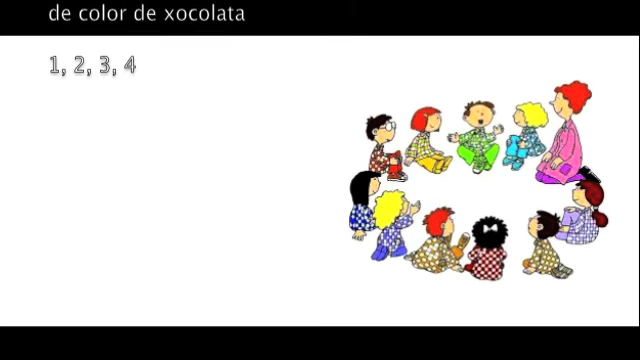 de color de xocolata
1, 2, 3, 4